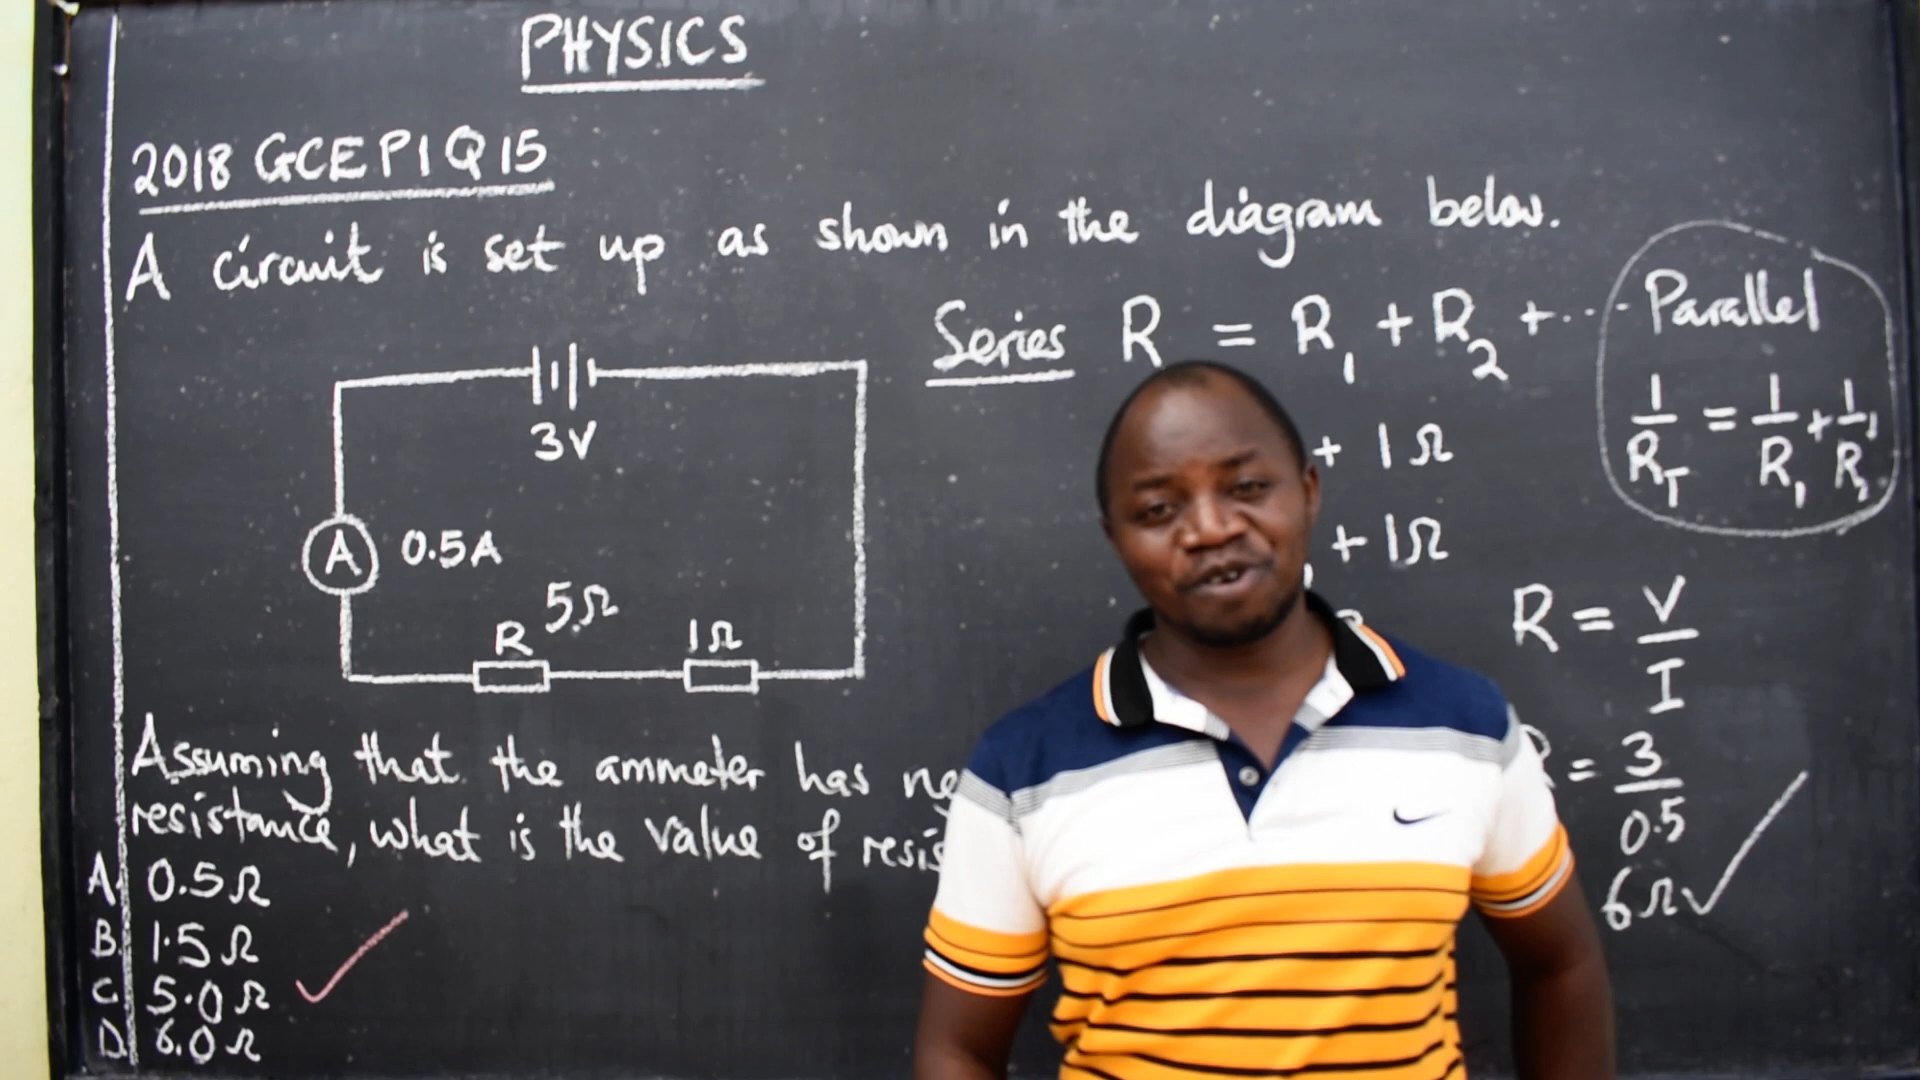 PHYSICS
2018 GCE P1 Q15
A circuit is set up as shown in the diagram below.
Series R = R1 + R2 + ...
+ 1Ω
+ 1Ω
Parallel
1/RT = 1/R1 + 1/R2
3V
A 0.5A
R 5Ω 1Ω
R = V/I
= 3/0.5
6Ω
Assuming that the ammeter has
resistance, what is the value of
A. 0.5Ω
B. 1.5Ω
C. 5.0Ω
D. 6.0Ω